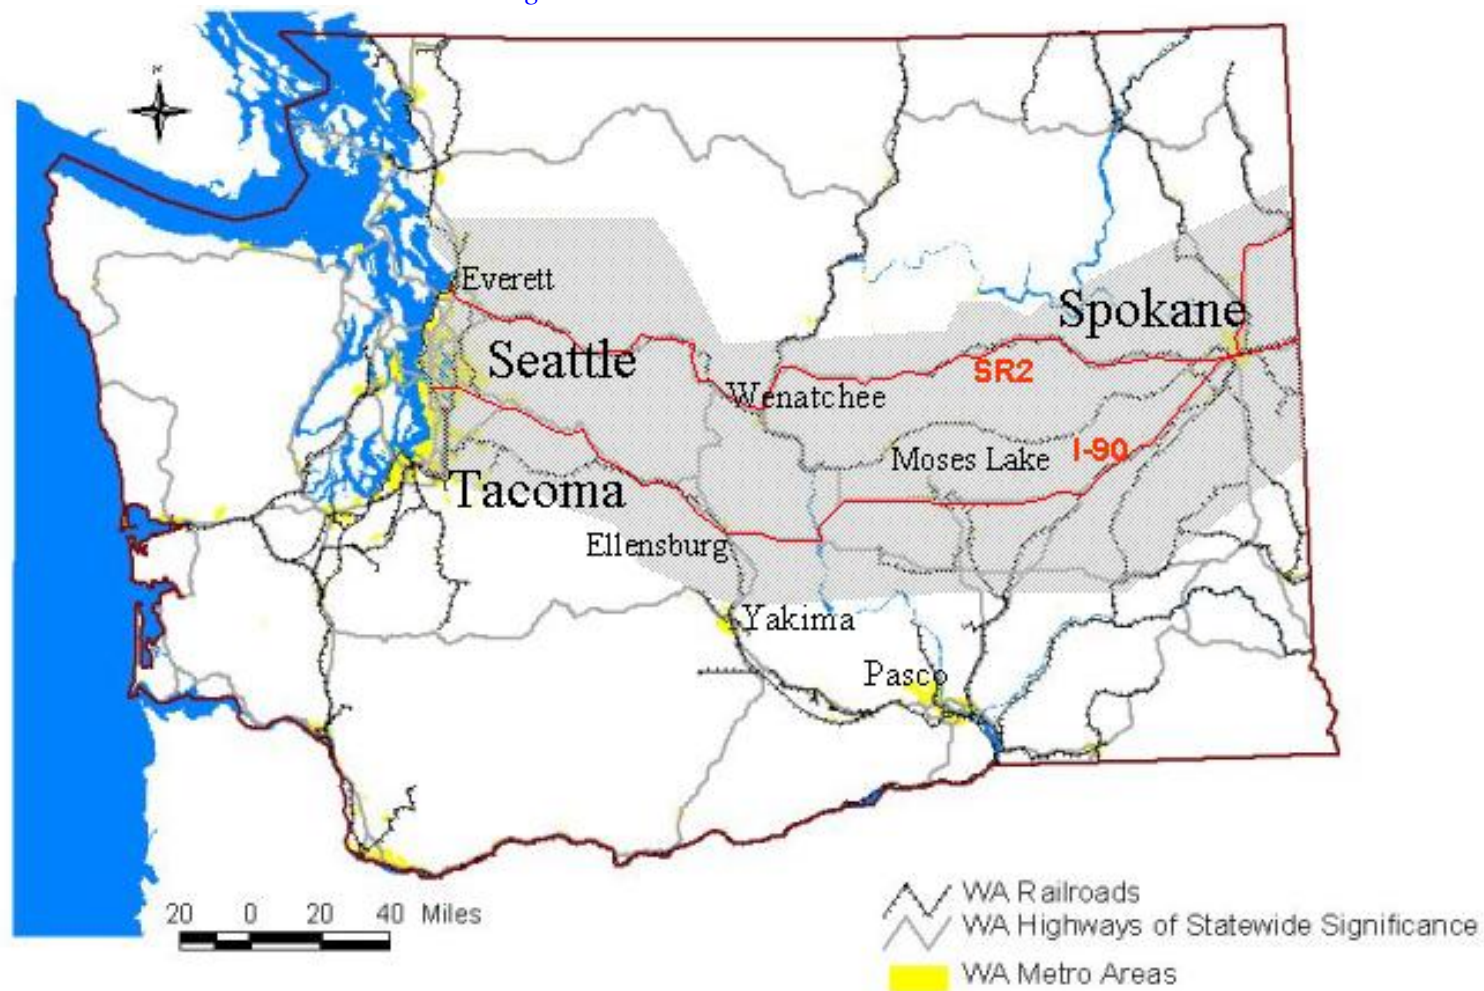 Everett
Spokane
Seattle
SR2
Wenatchee
Moses Lake
I-90
Tacoma
Ellensburg
Yakima
Pasco
WA Railroads
20 0 20 40 Miles
WA Highways of Statewide Significance
WA Metro Areas